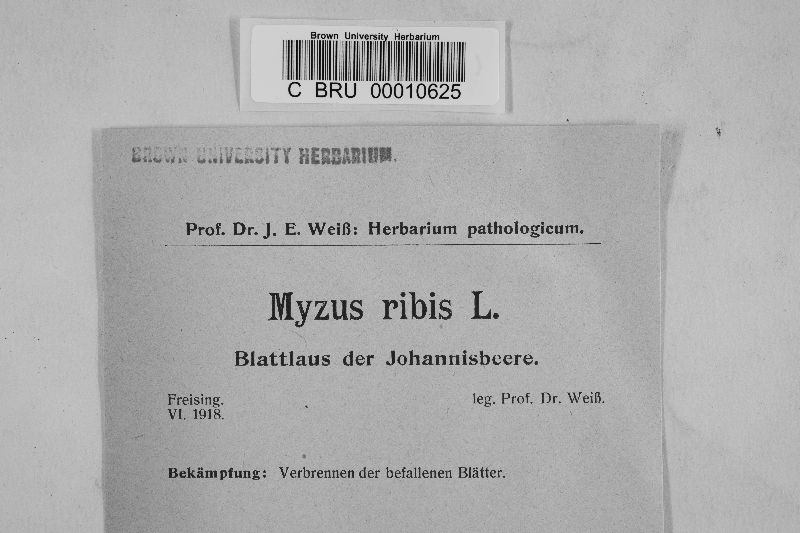 Brown University Herbarium
C BRU 00010625
BROWN UNIVERSITY HERBARIUM.
Prof. Dr. J. E. Weiß: Herbarium pathologicum.
Myzus ribis L.
Blattlaus der Johannisbeere.
Freising. leg. Prof. Dr. Weiß.
VI. 1918.
Bekämpfung: Verbrennen der befallenen Blätter.